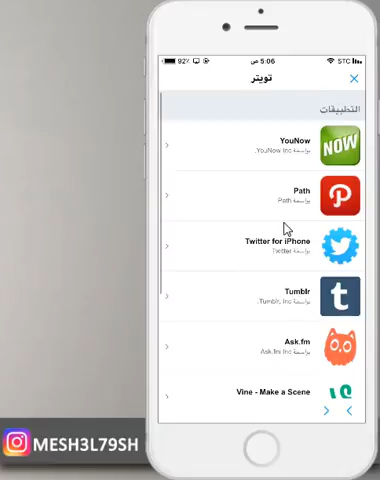 92% 5:06 ص STC
تويتر
التطبيقات
YouNow
بواسطة YouNow Inc.
Path
بواسطة Path
Twitter for iPhone
بواسطة Twitter
Tumblr
بواسطة Tumblr, Inc.
Ask.fm
بواسطة Ask.fm Inc
Vine - Make a Scene
NOW
MESH3L79SH